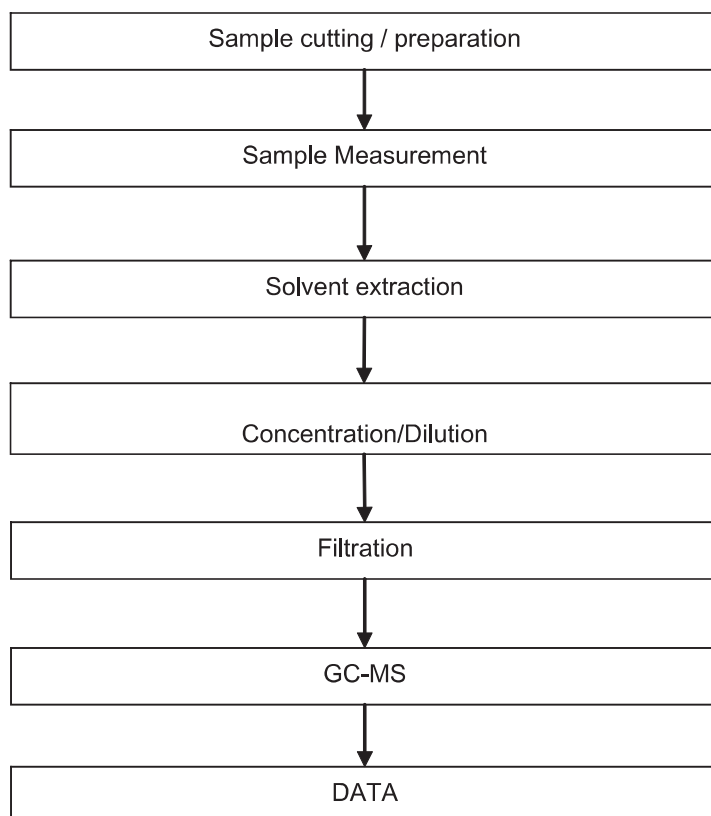 Sample cutting / preparation
Sample Measurement
Solvent extraction
Concentration/Dilution
Filtration
GC-MS
DATA